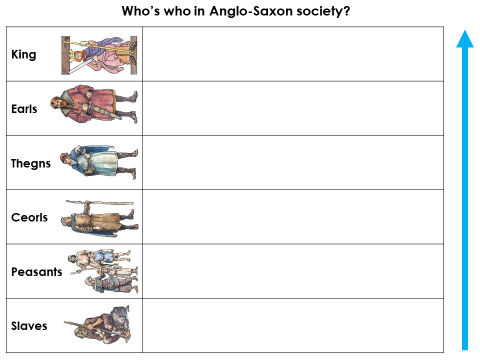 Who's who in Anglo-Saxon society?
King
Earls
Thegns
Ceorls
Peasants
Slaves